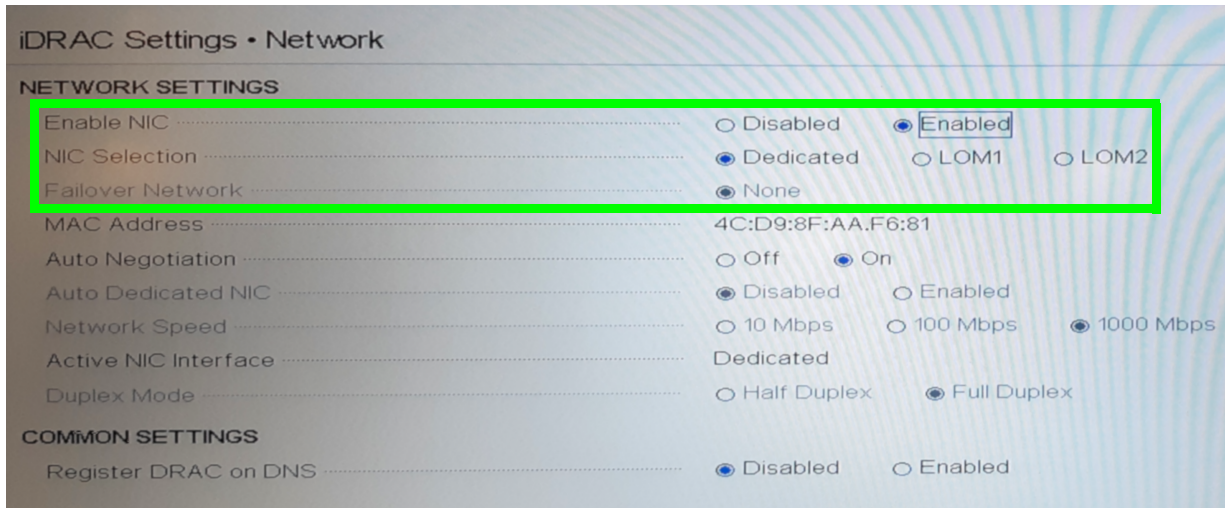 iDRAC Settings • Network
NETWORK SETTINGS
Enable NIC Disabled Enabled
NIC Selection Dedicated LOM1 LOM2
Failover Network None
MAC Address 4C:D9:8F:AA:F6:81
Auto Negotiation Off On
Auto Dedicated NIC Disabled Enabled
Network Speed 10 Mbps 100 Mbps 1000 Mbps
Active NIC Interface Dedicated
Duplex Mode Half Duplex Full Duplex
COMMON SETTINGS
Register DRAC on DNS Disabled Enabled